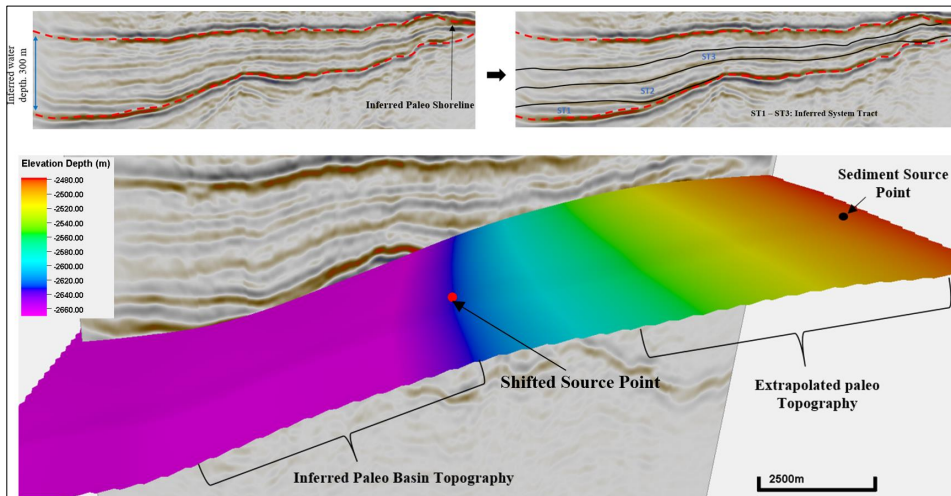 Inferred water
depth. 300 m
Inferred Paleo Shoreline
ST3
ST2
ST1
ST1 – ST3: Inferred System Tract
Elevation Depth (m)
-2480.00
-2500.00
-2520.00
-2540.00
-2560.00
-2580.00
-2600.00
-2620.00
-2640.00
-2660.00
Sediment Source
Point
Shifted Source Point
Extrapolated paleo
Topography
Inferred Paleo Basin Topography
2500m